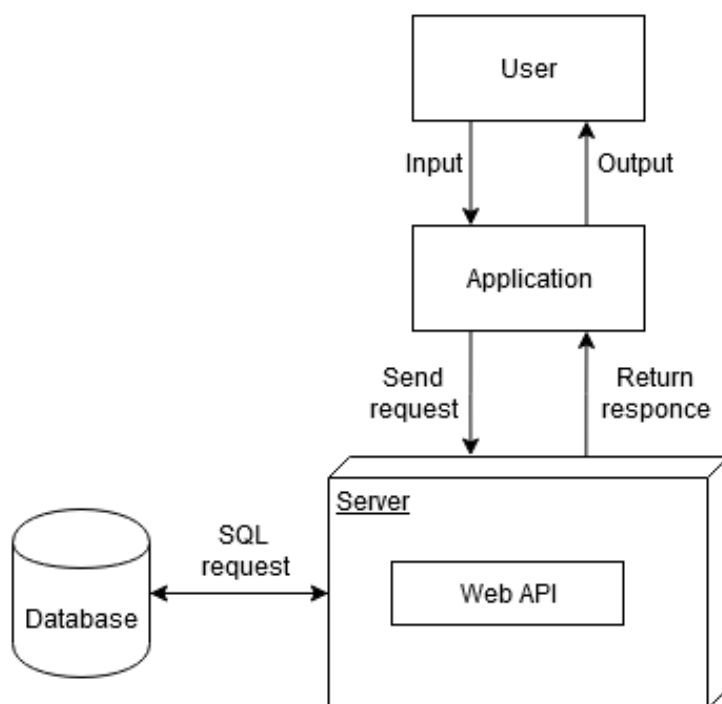 User
Input
Output
Application
Send
request
Return
responce
Server
SQL
request
Web API
Database